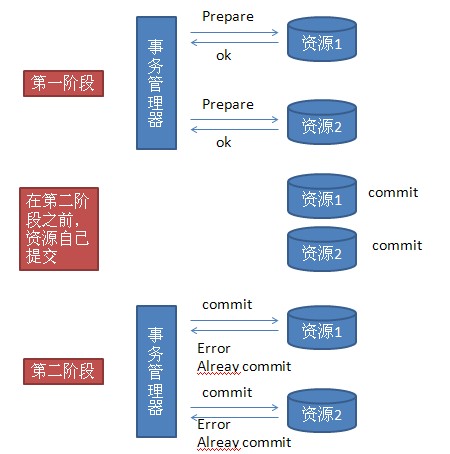 Prepare
ok
资源1
事务管理器
第一阶段
Prepare
ok
资源2
在第二阶
段之前，
资源自己
提交
资源1
commit
资源2
commit
commit
Error
Alreay commit
资源1
事务管理器
第二阶段
commit
Error
Alreay commit
资源2